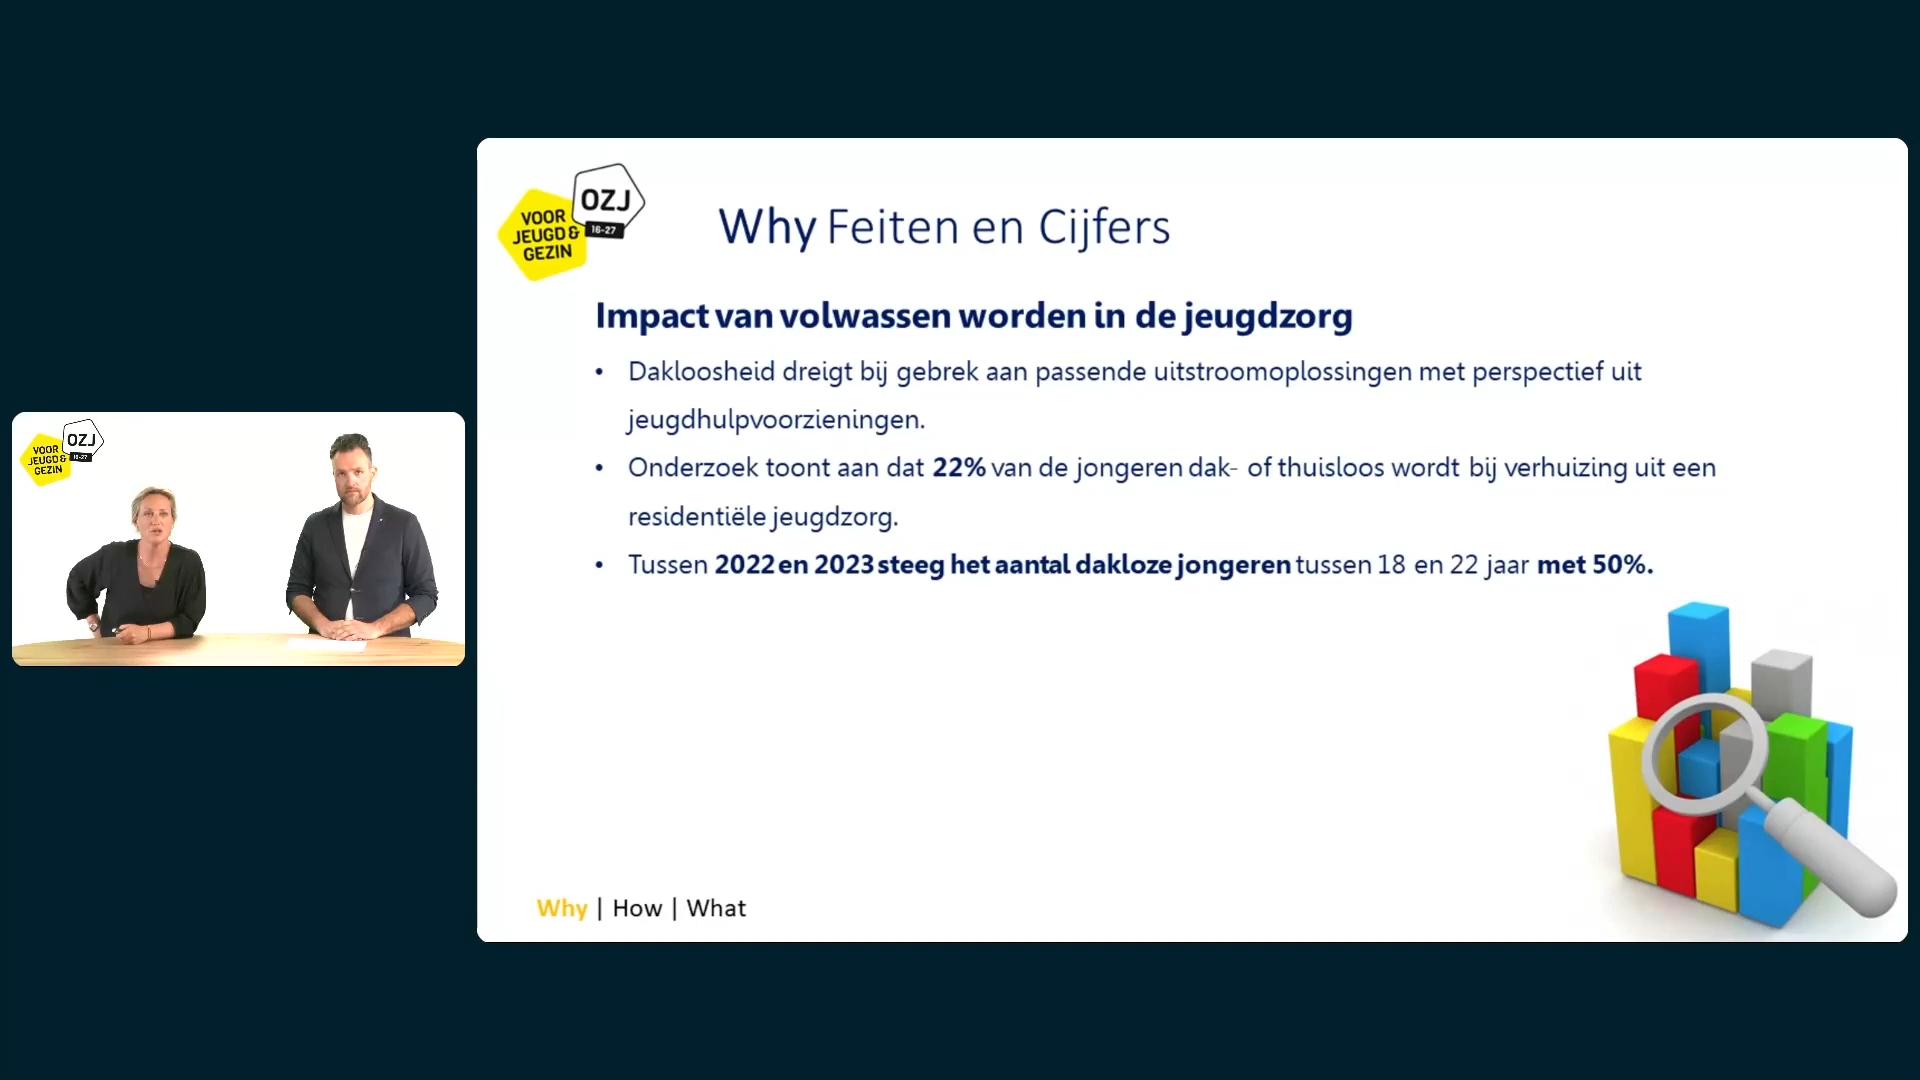 VOOR
JEUGD &
GEZIN
OZJ
16-27
VOOR
JEUGD &
GEZIN
OZJ
16-27
Why Feiten en Cijfers
Impact van volwassen worden in de jeugdzorg
• Dakloosheid dreigt bij gebrek aan passende uitstroomoplossingen met perspectief uit
jeugdhulpvoorzieningen.
• Onderzoek toont aan dat 22% van de jongeren dak- of thuisloos wordt bij verhuizing uit een
residentiële jeugdzorg.
• Tussen 2022 en 2023 steeg het aantal dakloze jongeren tussen 18 en 22 jaar met 50%.
Why | How | What